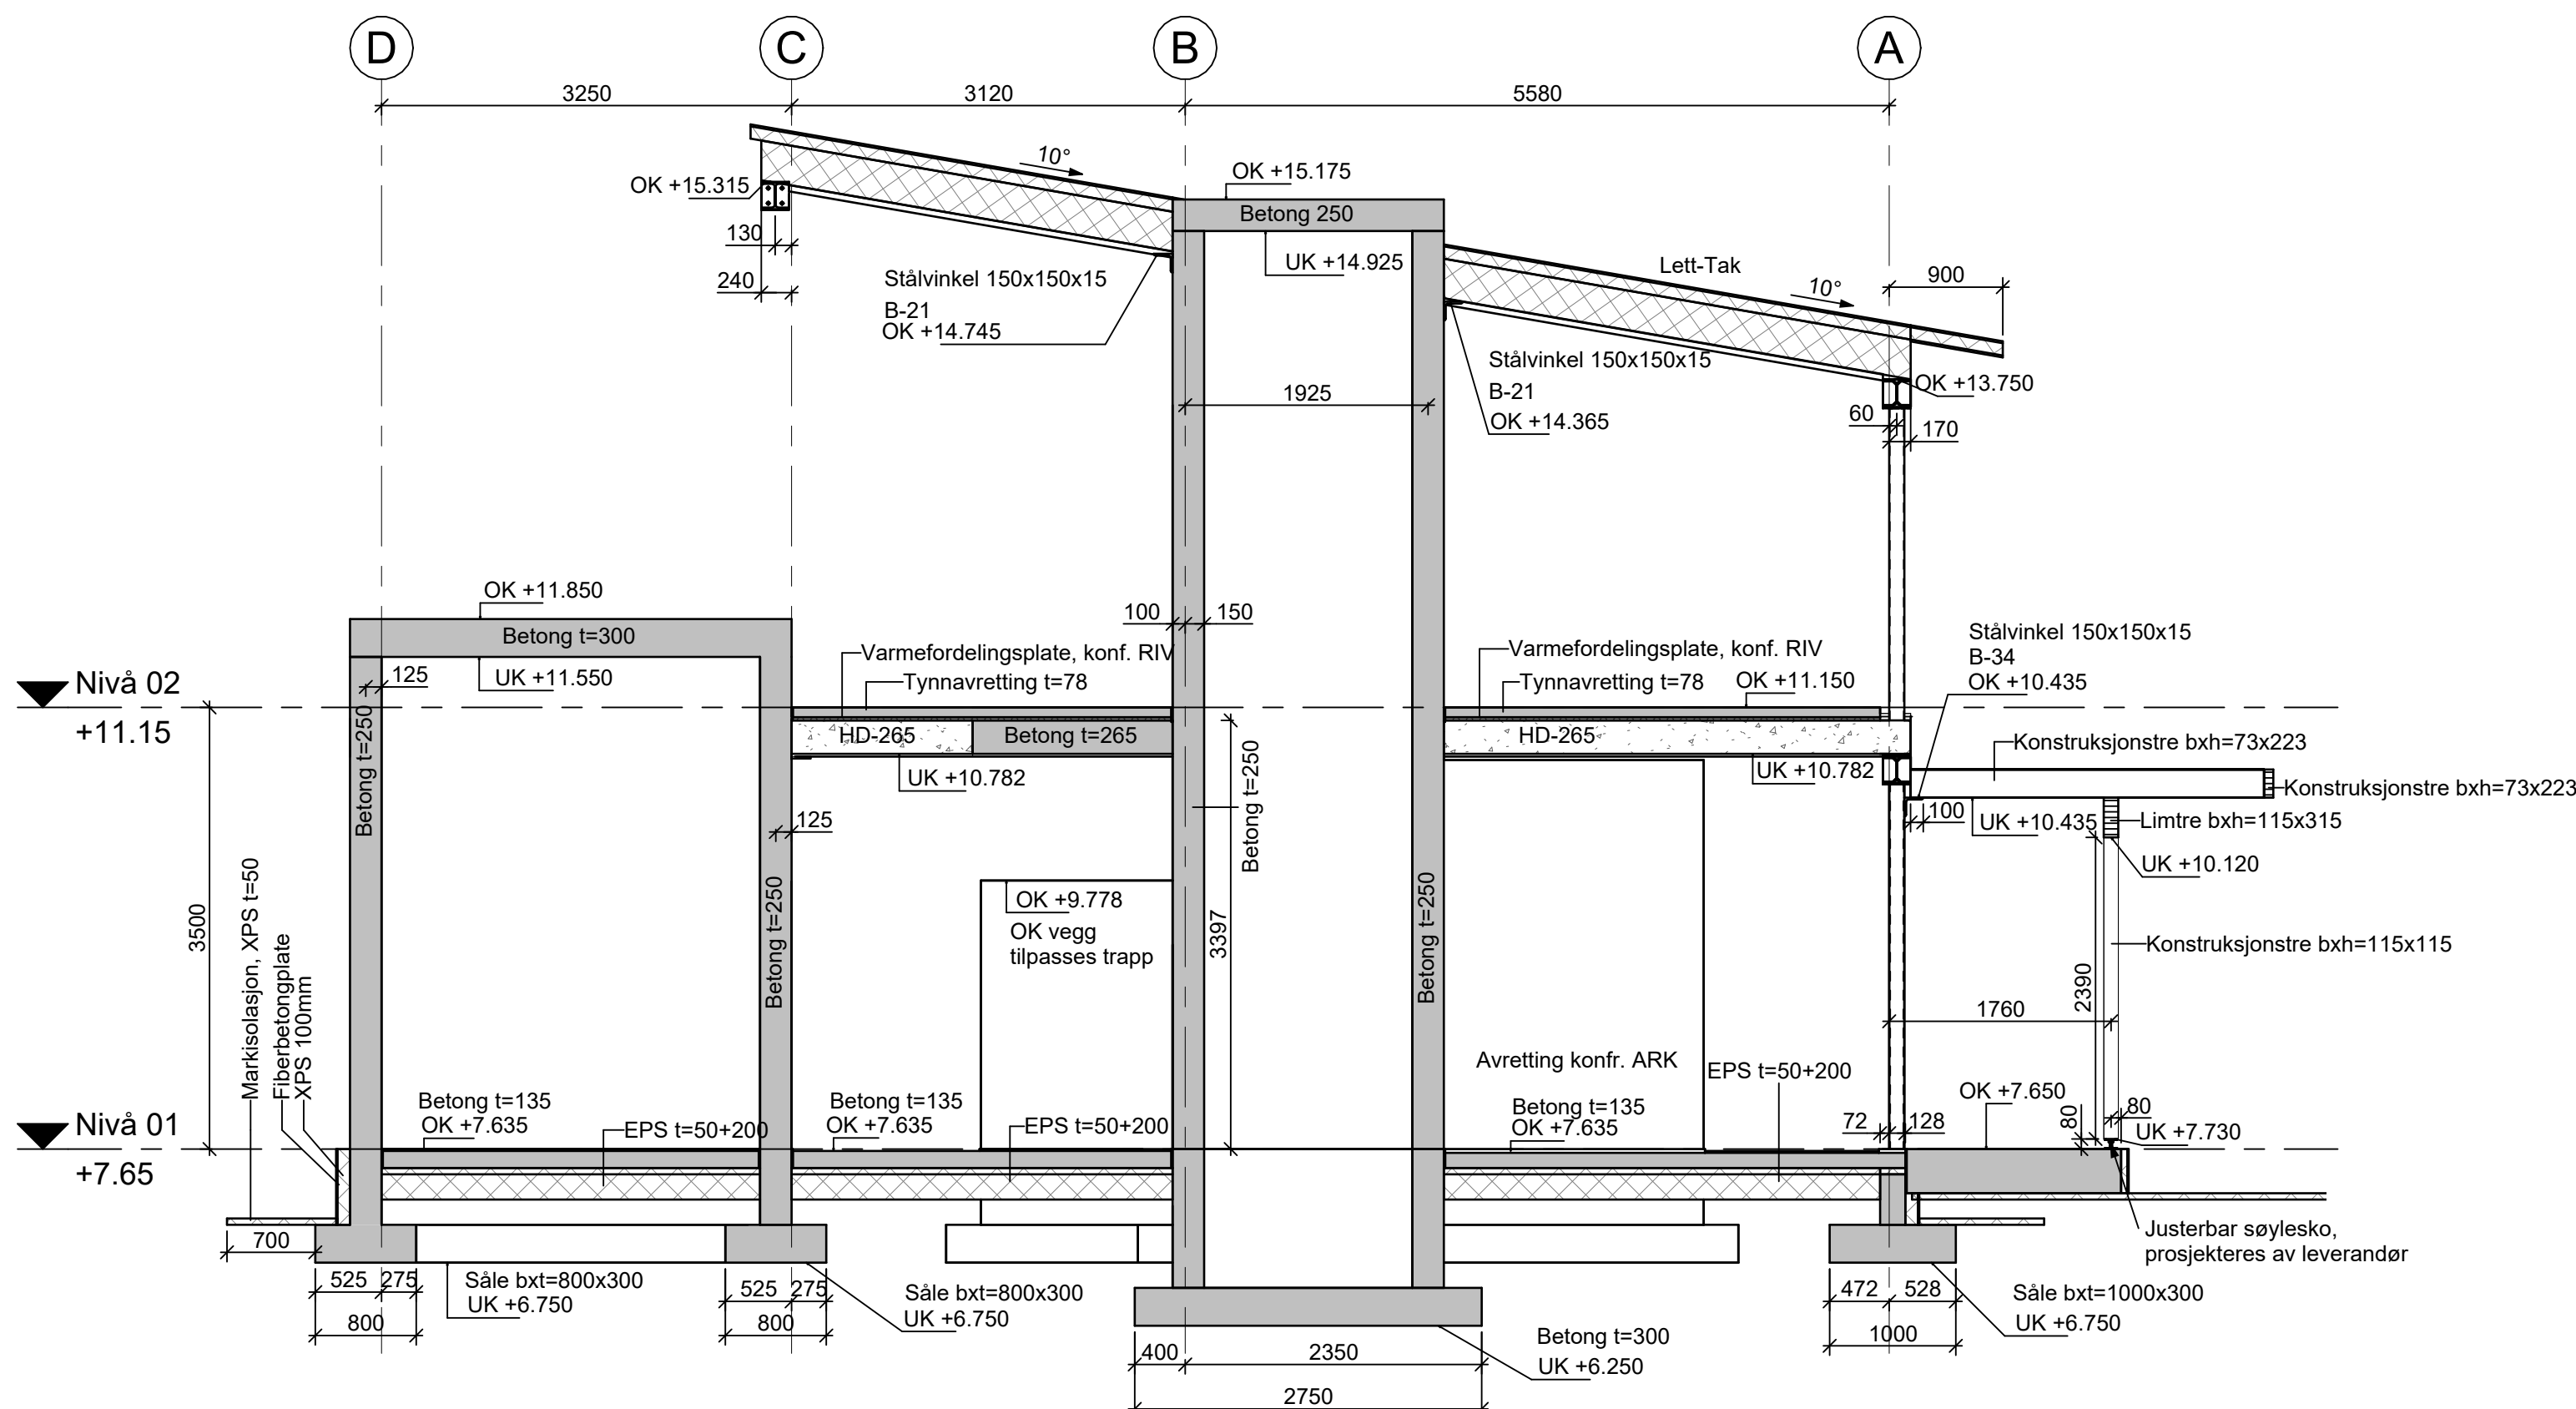 D
C
B
A
3250
3120
5580
10°
OK +15.315
130
240
OK +15.175
Betong 250
UK +14.925
Stålvinkel 150x150x15
B-21
OK +14.745
Lett-Tak
10°
900
Stålvinkel 150x150x15
B-21
OK +14.365
OK +13.750
60
170
1925
OK +11.850
Betong t=300
UK +11.550
125
100
150
Varmefordelingsplate, konf. RIV
Tynnavretting t=78
Varmefordelingsplate, konf. RIV
Tynnavretting t=78
OK +11.150
Stålvinkel 150x150x15
B-34
OK +10.435
Nivå 02
+11.15
HD-265
Betong t=265
UK +10.782
HD-265
UK +10.782
Konstruksjonstre bxh=73x223
Konstruksjonstre bxh=73x223
100
UK +10.435
Limtre bxh=115x315
UK +10.120
125
Betong t=250
Betong t=250
Betong t=250
Betong t=250
OK +9.778
OK vegg
tilpasses trapp
3397
3500
Konstruksjonstre bxh=115x115
2390
1760
Markisolasjon, XPS t=50
Fiberbetongplate
XPS 100mm
Avretting konfr. ARK
EPS t=50+200
Betong t=135
OK +7.635
EPS t=50+200
Betong t=135
OK +7.635
EPS t=50+200
Betong t=135
OK +7.635
72
128
OK +7.650
80
80
UK +7.730
Nivå 01
+7.65
700
Justerbar søylesko,
prosjekteres av leverandør
525
275
800
Såle bxt=800x300
UK +6.750
525
275
800
Såle bxt=800x300
UK +6.750
472
528
1000
Såle bxt=1000x300
UK +6.750
400
2350
2750
Betong t=300
UK +6.250